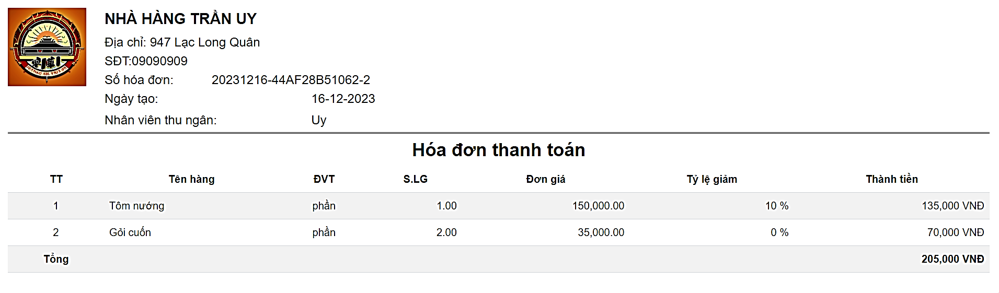 NHÀ HÀNG TRẦN UY
Địa chỉ: 947 Lạc Long Quân
SĐT:09090909
Số hóa đơn: 20231216-44AF28B51062-2
Ngày tạo: 16-12-2023
Nhân viên thu ngân: Uy
Hóa đơn thanh toán
TT Tên hàng ĐVT S.LG Đơn giá Tỷ lệ giảm Thành tiền
1 Tôm nướng phần 1.00 150,000.00 10 % 135,000 VNĐ
2 Gỏi cuốn phần 2.00 35,000.00 0 % 70,000 VNĐ
Tổng 205,000 VNĐ